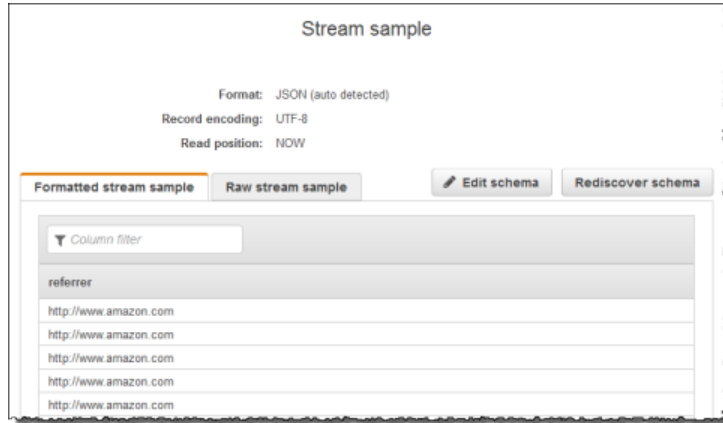 Stream sample
Format: JSON (auto detected)
Record encoding: UTF-8
Read position: NOW
Formatted stream sample Raw stream sample Edit schema Rediscover schema
Column filter
referrer
http://www.amazon.com
http://www.amazon.com
http://www.amazon.com
http://www.amazon.com
http://www.amazon.com